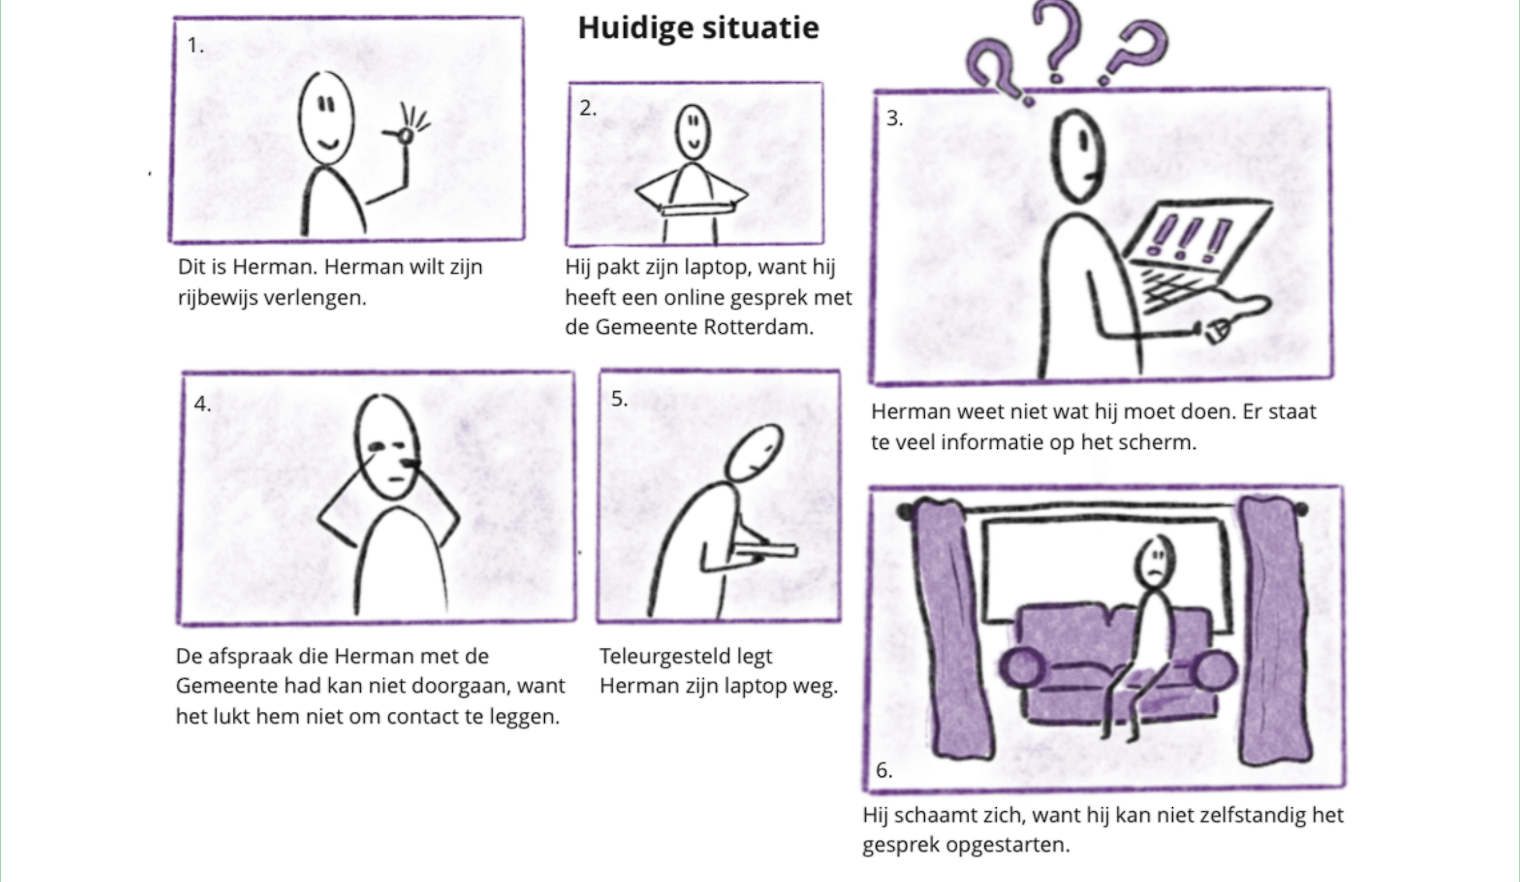 Huidige situatie
1.
Dit is Herman. Herman wilt zijn
rijbewijs verlengen.
2.
Hij pakt zijn laptop, want hij
heeft een online gesprek met
de Gemeente Rotterdam.
???
3.
!!!
Herman weet niet wat hij moet doen. Er staat
te veel informatie op het scherm.
4.
De afspraak die Herman met de
Gemeente had kan niet doorgaan, want
het lukt hem niet om contact te leggen.
5.
Teleurgesteld legt
Herman zijn laptop weg.
6.
Hij schaamt zich, want hij kan niet zelfstandig het
gesprek opgestarten.